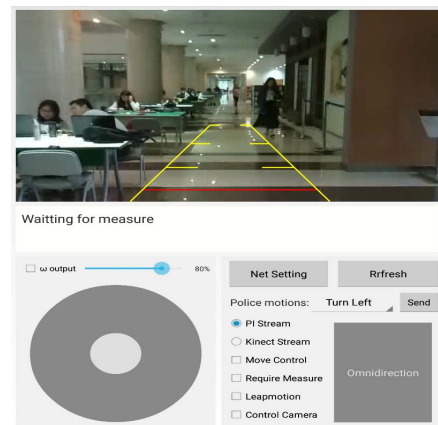 Waitting for measure
ω output 80%
Net Setting Rrfresh
Police motions: Turn Left Send
PI Stream
Kinect Stream
Move Control
Require Measure
Leapmotion
Control Camera
Omnidirection